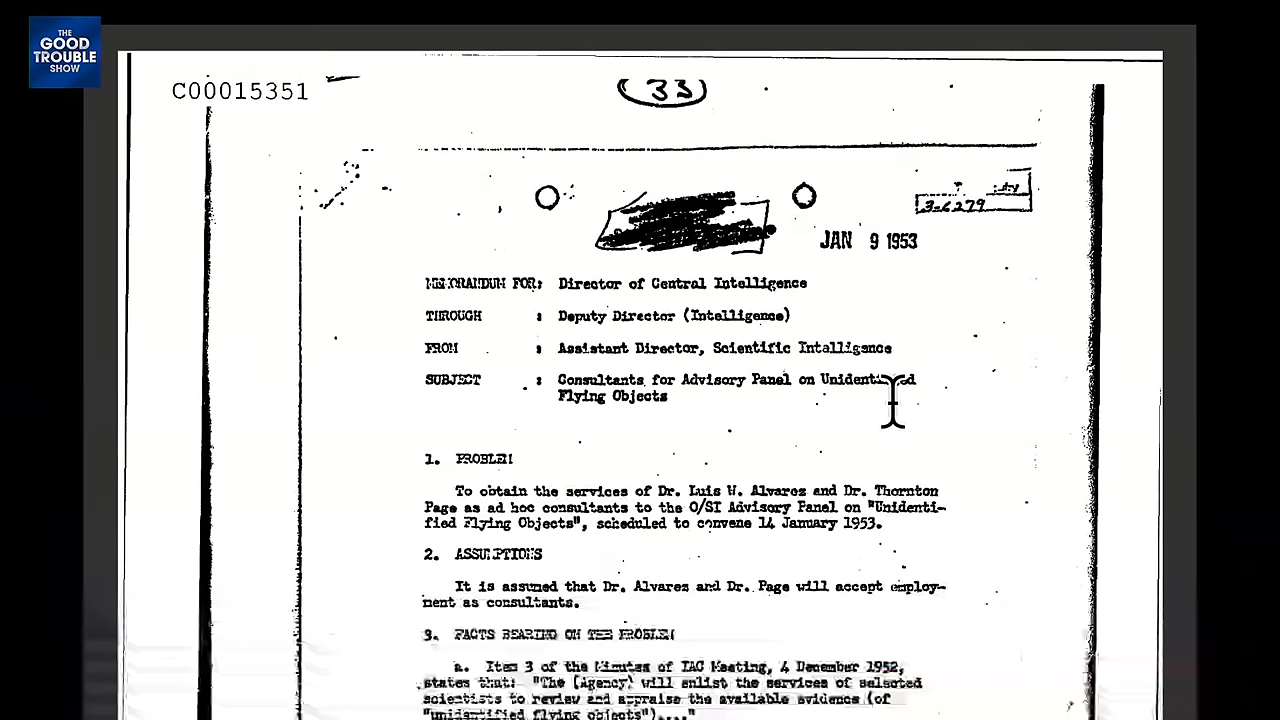 THE
GOOD
TROUBLE
SHOW
C00015351
33
3-6279
JAN 9 1953
MEMORANDUM FOR: Director of Central Intelligence
THROUGH : Deputy Director (Intelligence)
FROM : Assistant Director, Scientific Intelligence
SUBJECT : Consultants for Advisory Panel on Unidentified
Flying Objects
1. PROBLEM
To obtain the services of Dr. Luis W. Alvarez and Dr. Thornton
Page as ad hoc consultants to the O/SI Advisory Panel on "Unidenti-
fied Flying Objects", scheduled to convene 14 January 1953.
2. ASSUMPTIONS
It is assumed that Dr. Alvarez and Dr. Page will accept employ-
ment as consultants.
3. FACTS BEARING ON THE PROBLEM
a. Item 3 of the Minutes of IAC Meeting, 4 December 1952,
states that: "The (Agency) will enlist the services of selected
scientists to review and appraise the available evidence (of
"unidentified flying objects")...."